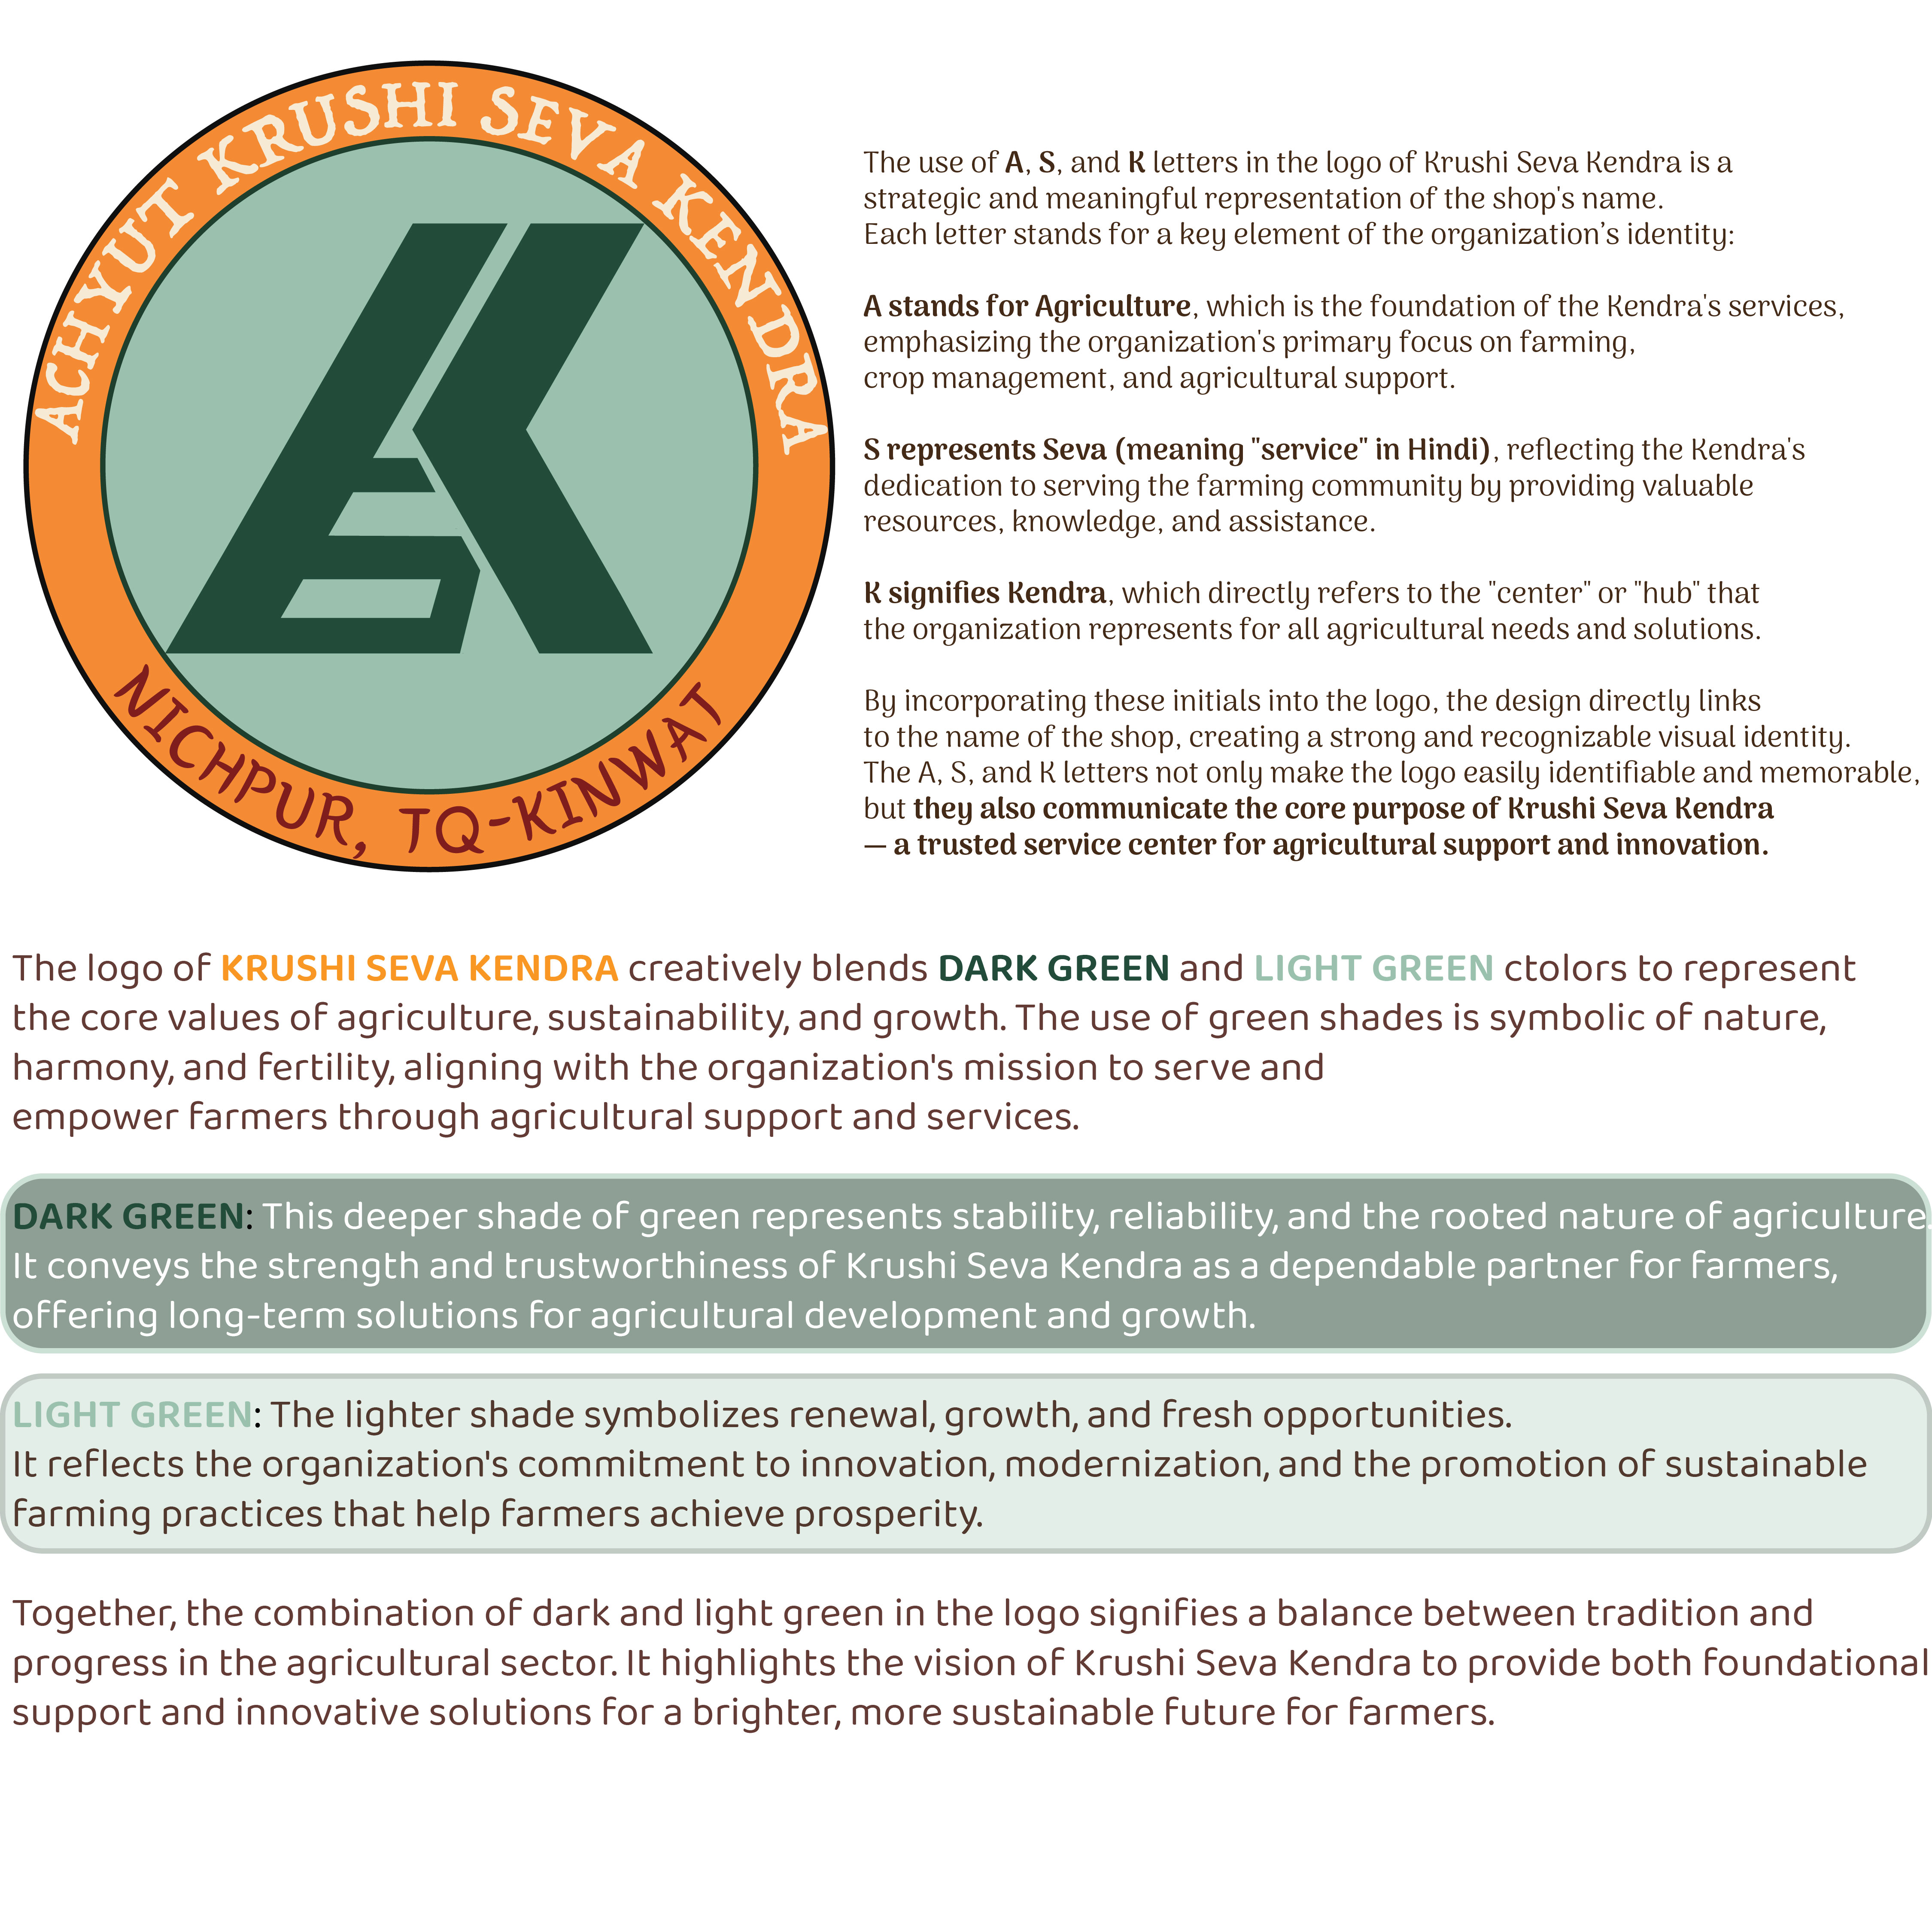 ACHYUT KRUSHI SEVA KENDRA
NICHPUR, TQ-KINWAT
The use of A, S, and K letters in the logo of Krushi Seva Kendra is a
strategic and meaningful representation of the shop's name.
Each letter stands for a key element of the organization’s identity:
A stands for Agriculture, which is the foundation of the Kendra's services,
emphasizing the organization's primary focus on farming,
crop management, and agricultural support.
S represents Seva (meaning "service" in Hindi), reflecting the Kendra's
dedication to serving the farming community by providing valuable
resources, knowledge, and assistance.
K signifies Kendra, which directly refers to the "center" or "hub" that
the organization represents for all agricultural needs and solutions.
By incorporating these initials into the logo, the design directly links
to the name of the shop, creating a strong and recognizable visual identity.
The A, S, and K letters not only make the logo easily identifiable and memorable,
but they also communicate the core purpose of Krushi Seva Kendra
— a trusted service center for agricultural support and innovation.
The logo of KRUSHI SEVA KENDRA creatively blends DARK GREEN and LIGHT GREEN ctolors to represent
the core values of agriculture, sustainability, and growth. The use of green shades is symbolic of nature,
harmony, and fertility, aligning with the organization's mission to serve and
empower farmers through agricultural support and services.
DARK GREEN: This deeper shade of green represents stability, reliability, and the rooted nature of agriculture.
It conveys the strength and trustworthiness of Krushi Seva Kendra as a dependable partner for farmers,
offering long-term solutions for agricultural development and growth.
LIGHT GREEN: The lighter shade symbolizes renewal, growth, and fresh opportunities.
It reflects the organization's commitment to innovation, modernization, and the promotion of sustainable
farming practices that help farmers achieve prosperity.
Together, the combination of dark and light green in the logo signifies a balance between tradition and
progress in the agricultural sector. It highlights the vision of Krushi Seva Kendra to provide both foundational
support and innovative solutions for a brighter, more sustainable future for farmers.